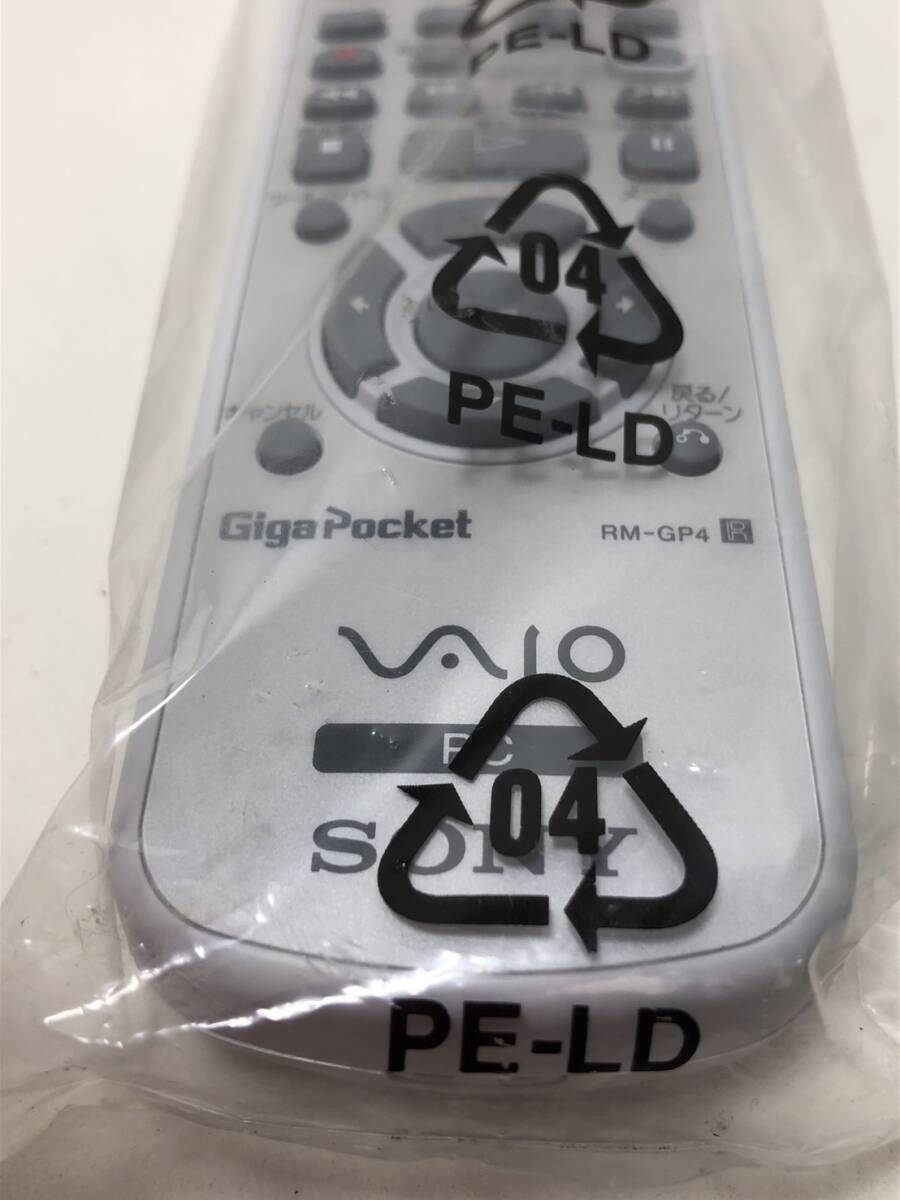 PE-LD
04
PE-LD
キャンセル
戻る/
リターン
GigaPocket
RM-GP4
VAIO
PC
04
SONY
PE-LD